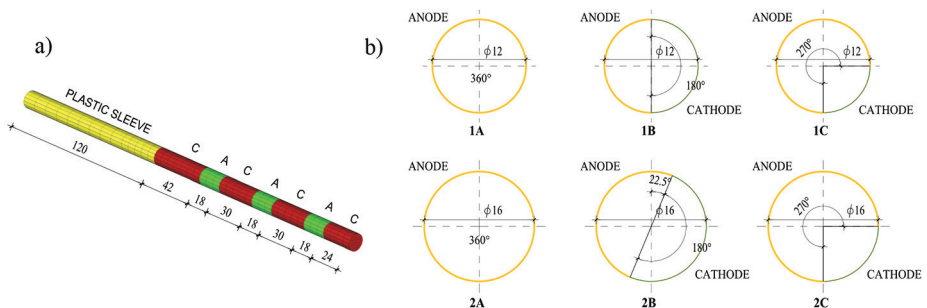 a)
PLASTIC SLEEVE
C A C A C A C
120 42 18 30 18 30 18 24
b)
ANODE
ϕ12
360°
1A
ANODE
ϕ12
180°
CATHODE
1B
ANODE
270°
ϕ12
CATHODE
1C
ANODE
ϕ16
360°
2A
ANODE
22.5°
ϕ16
180°
CATHODE
2B
ANODE
270°
ϕ16
CATHODE
2C